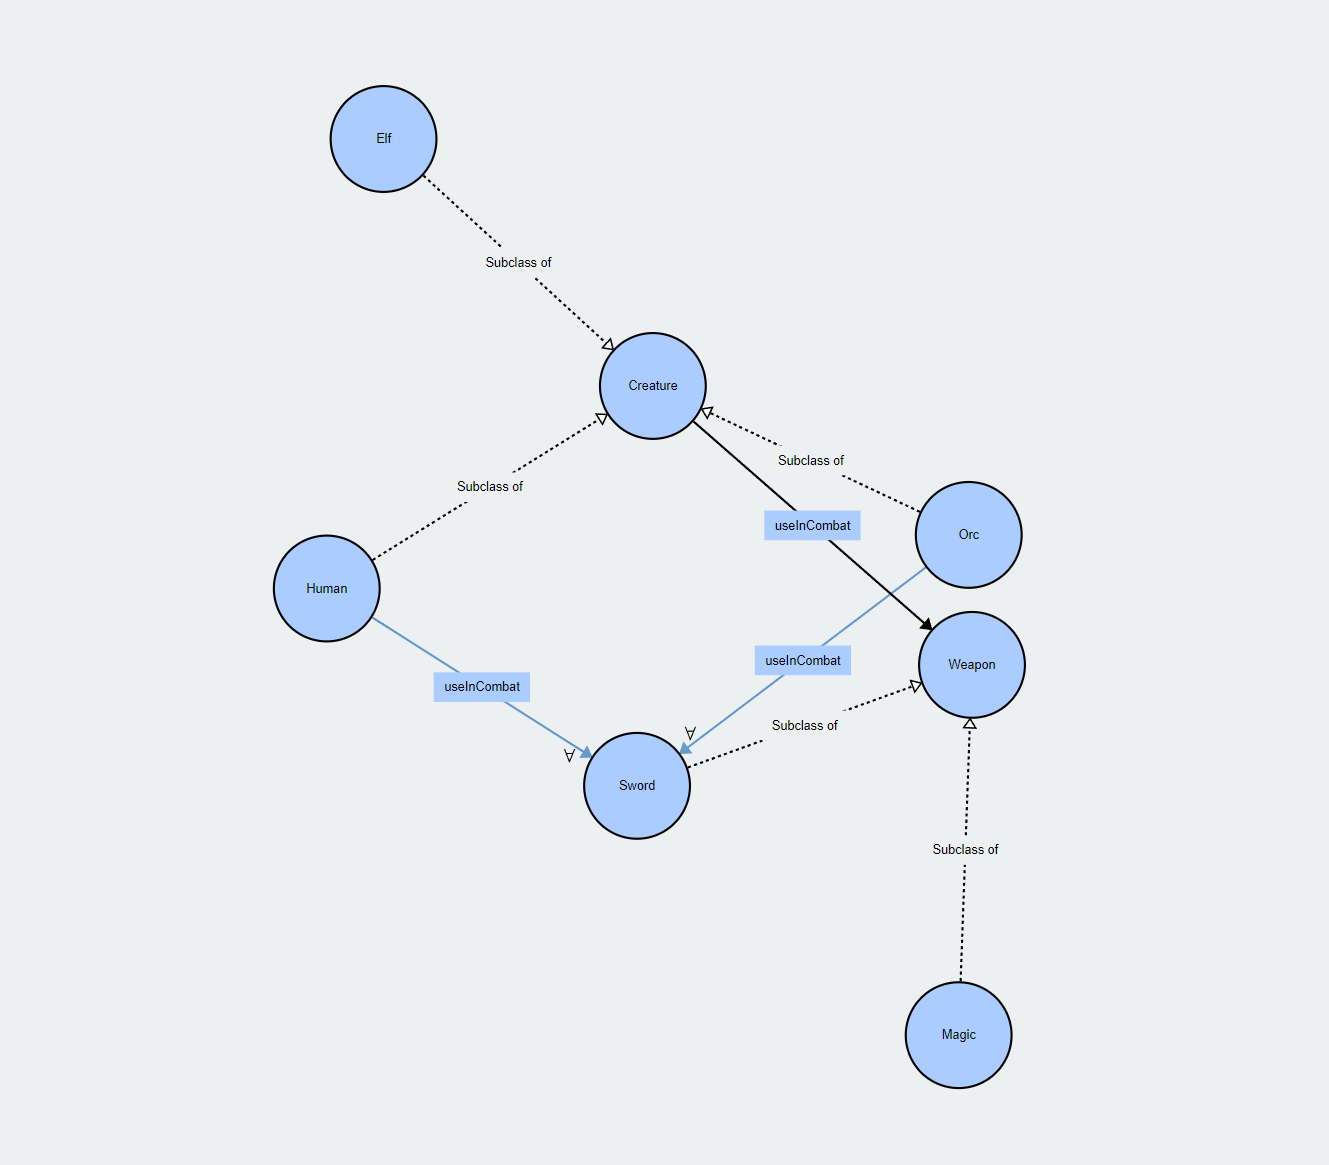 Elf
Subclass of
Creature
Subclass of
Subclass of
useInCombat
Orc
Human
useInCombat
Weapon
useInCombat
Subclass of
∀
∀
Sword
Subclass of
Magic